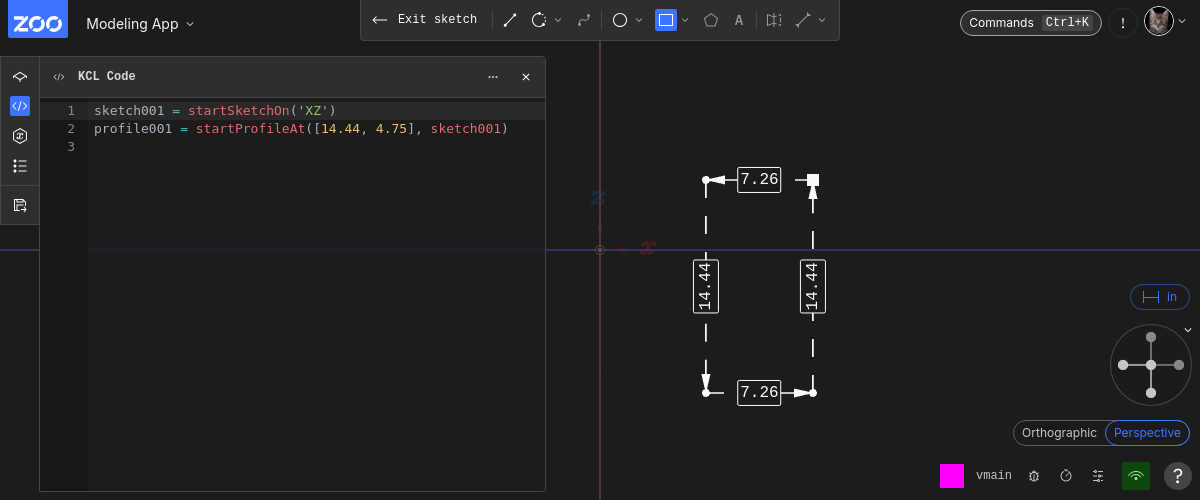 ZOO Modeling App Exit sketch A Commands Ctrl+K !
</> KCL Code ... ×
1 sketch001 = startSketchOn('XZ')
2 profile001 = startProfileAt([14.44, 4.75], sketch001)
3
7.26
z
x
14.44 14.44
in
7.26
Orthographic Perspective
vmain ?